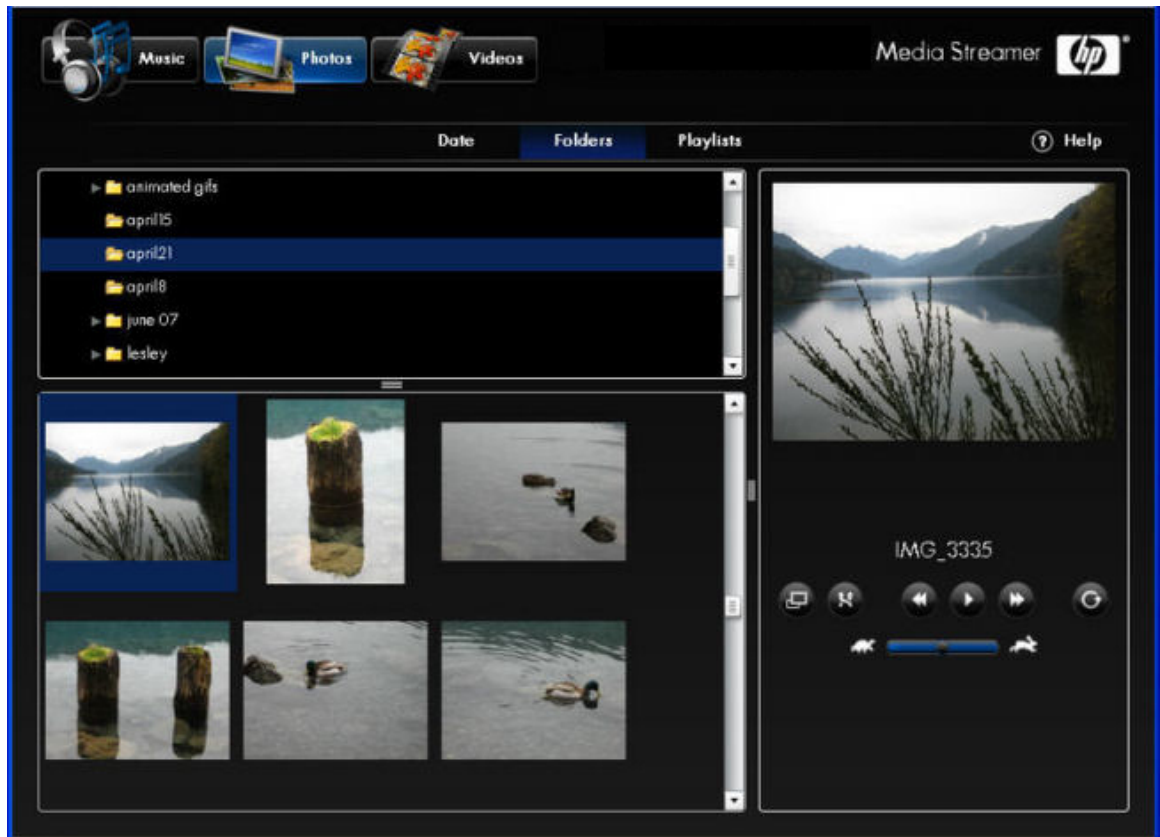 Music
Photos
Videos
Media Streamer
hp
Date
Folders
Playlists
? Help
animated gifs
april15
april21
april8
june 07
lesley
IMG_3335